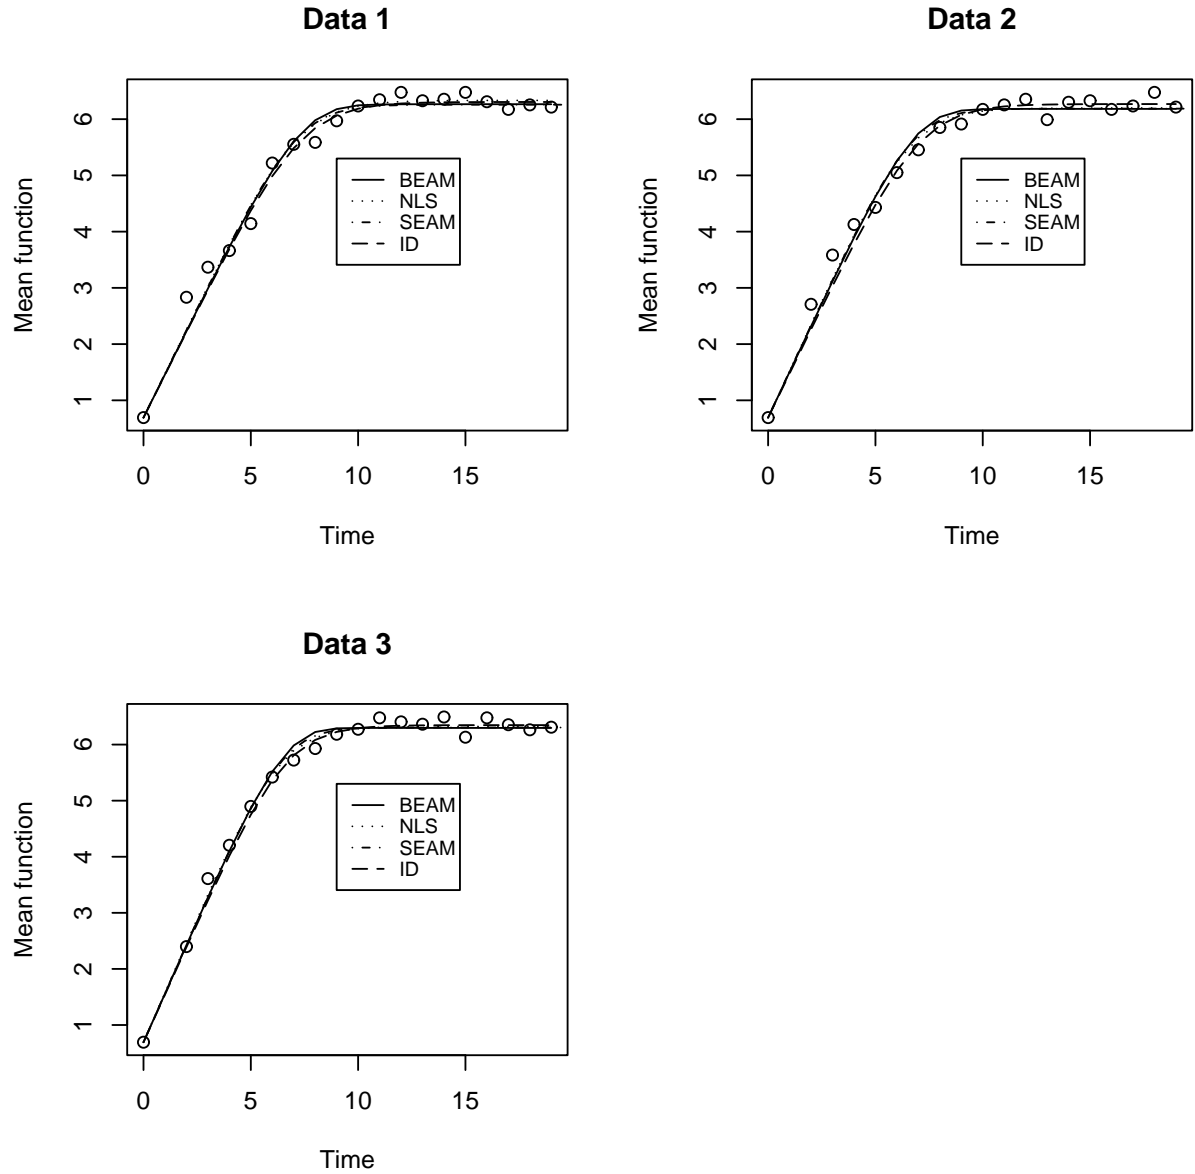 Data 1
Mean function
6
5
4
3
2
1
BEAM
NLS
SEAM
ID
0 5 10 15
Time
Data 2
Mean function
6
5
4
3
2
1
BEAM
NLS
SEAM
ID
0 5 10 15
Time
Data 3
Mean function
6
5
4
3
2
1
BEAM
NLS
SEAM
ID
0 5 10 15
Time